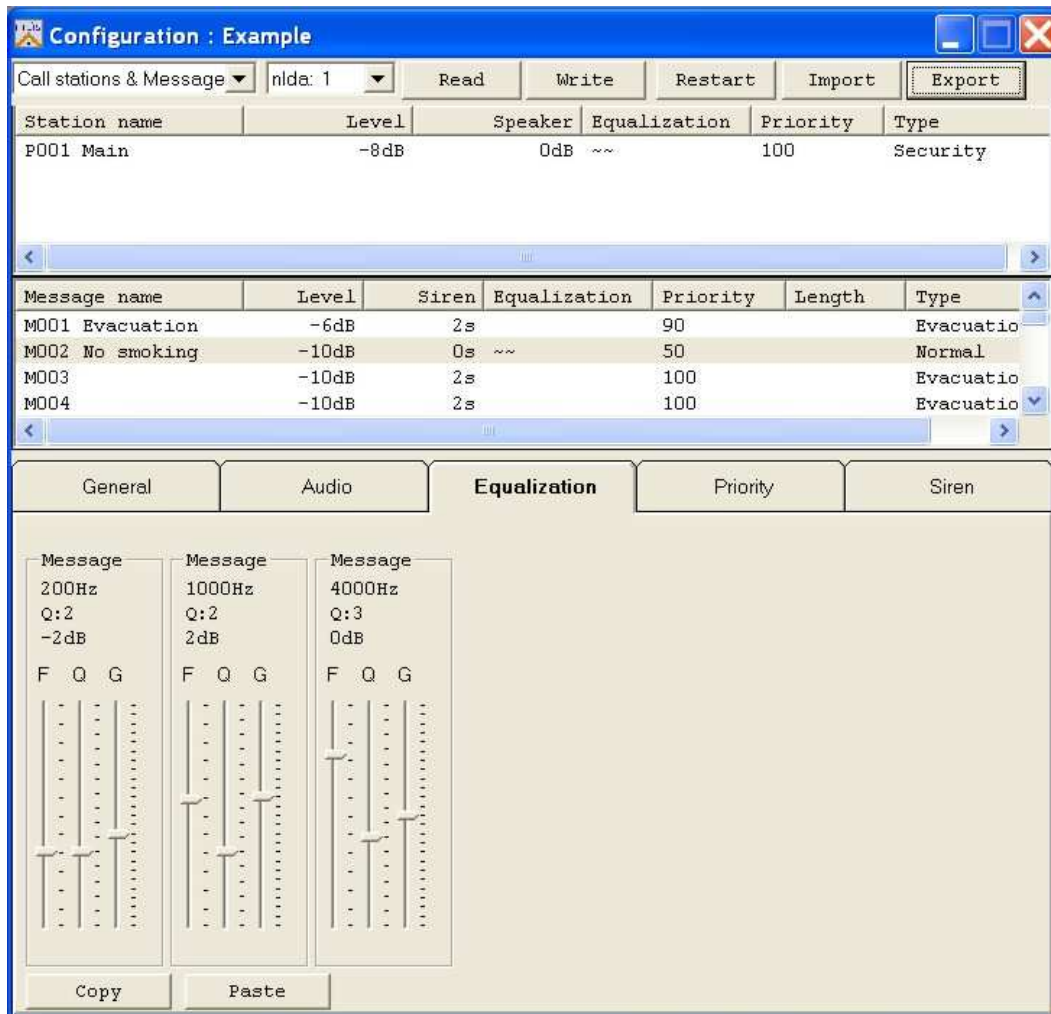 Configuration : Example
Call stations & Message nlda: 1 Read Write Restart Import Export
Station name Level Speaker Equalization Priority Type
P001 Main -8dB 0dB ~~ 100 Security
Message name Level Siren Equalization Priority Length Type
M001 Evacuation -6dB 2s 90 Evacuatio
M002 No smoking -10dB 0s ~~ 50 Normal
M003 -10dB 2s 100 Evacuatio
M004 -10dB 2s 100 Evacuatio
General Audio Equalization Priority Siren
Message Message Message
200Hz 1000Hz 4000Hz
Q:2 Q:2 Q:3
-2dB 2dB 0dB
F Q G F Q G F Q G
Copy Paste